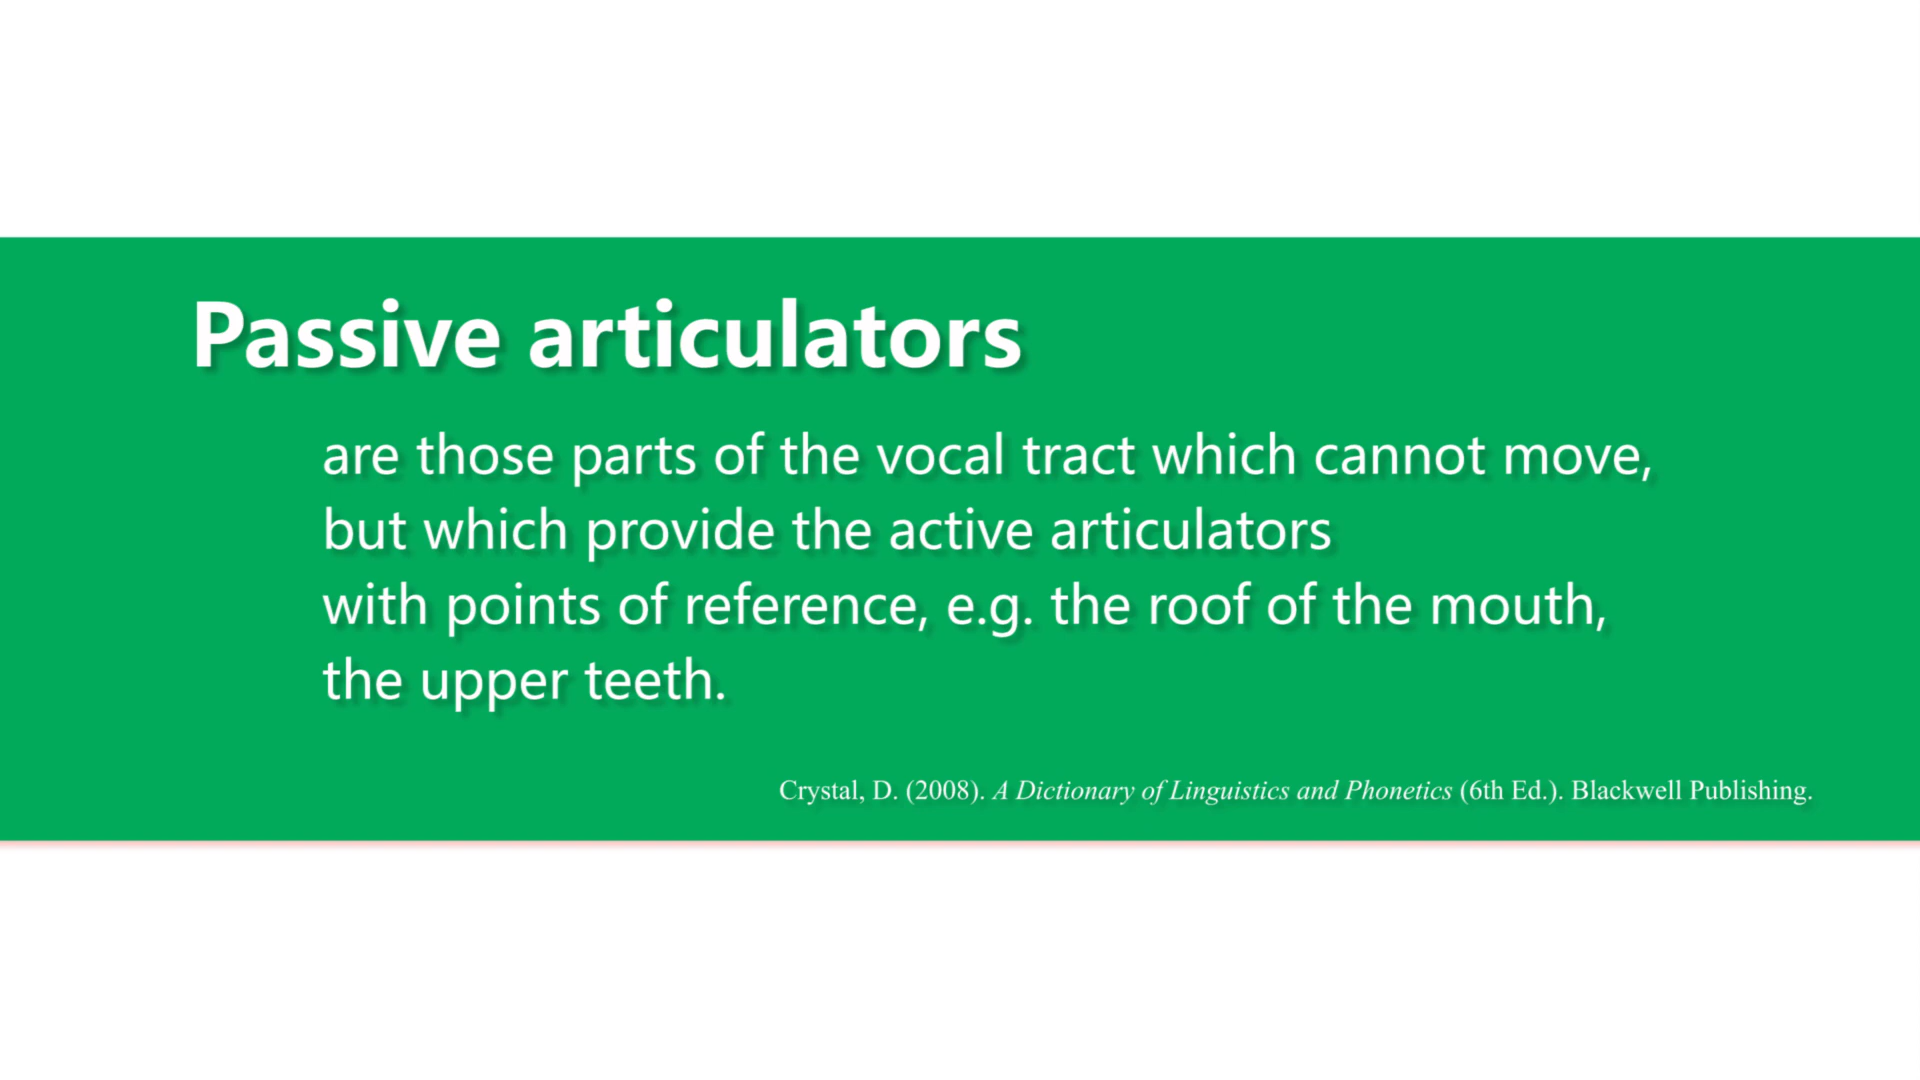 Passive articulators
are those parts of the vocal tract which cannot move,
but which provide the active articulators
with points of reference, e.g. the roof of the mouth,
the upper teeth.
Crystal, D. (2008). A Dictionary of Linguistics and Phonetics (6th Ed.). Blackwell Publishing.